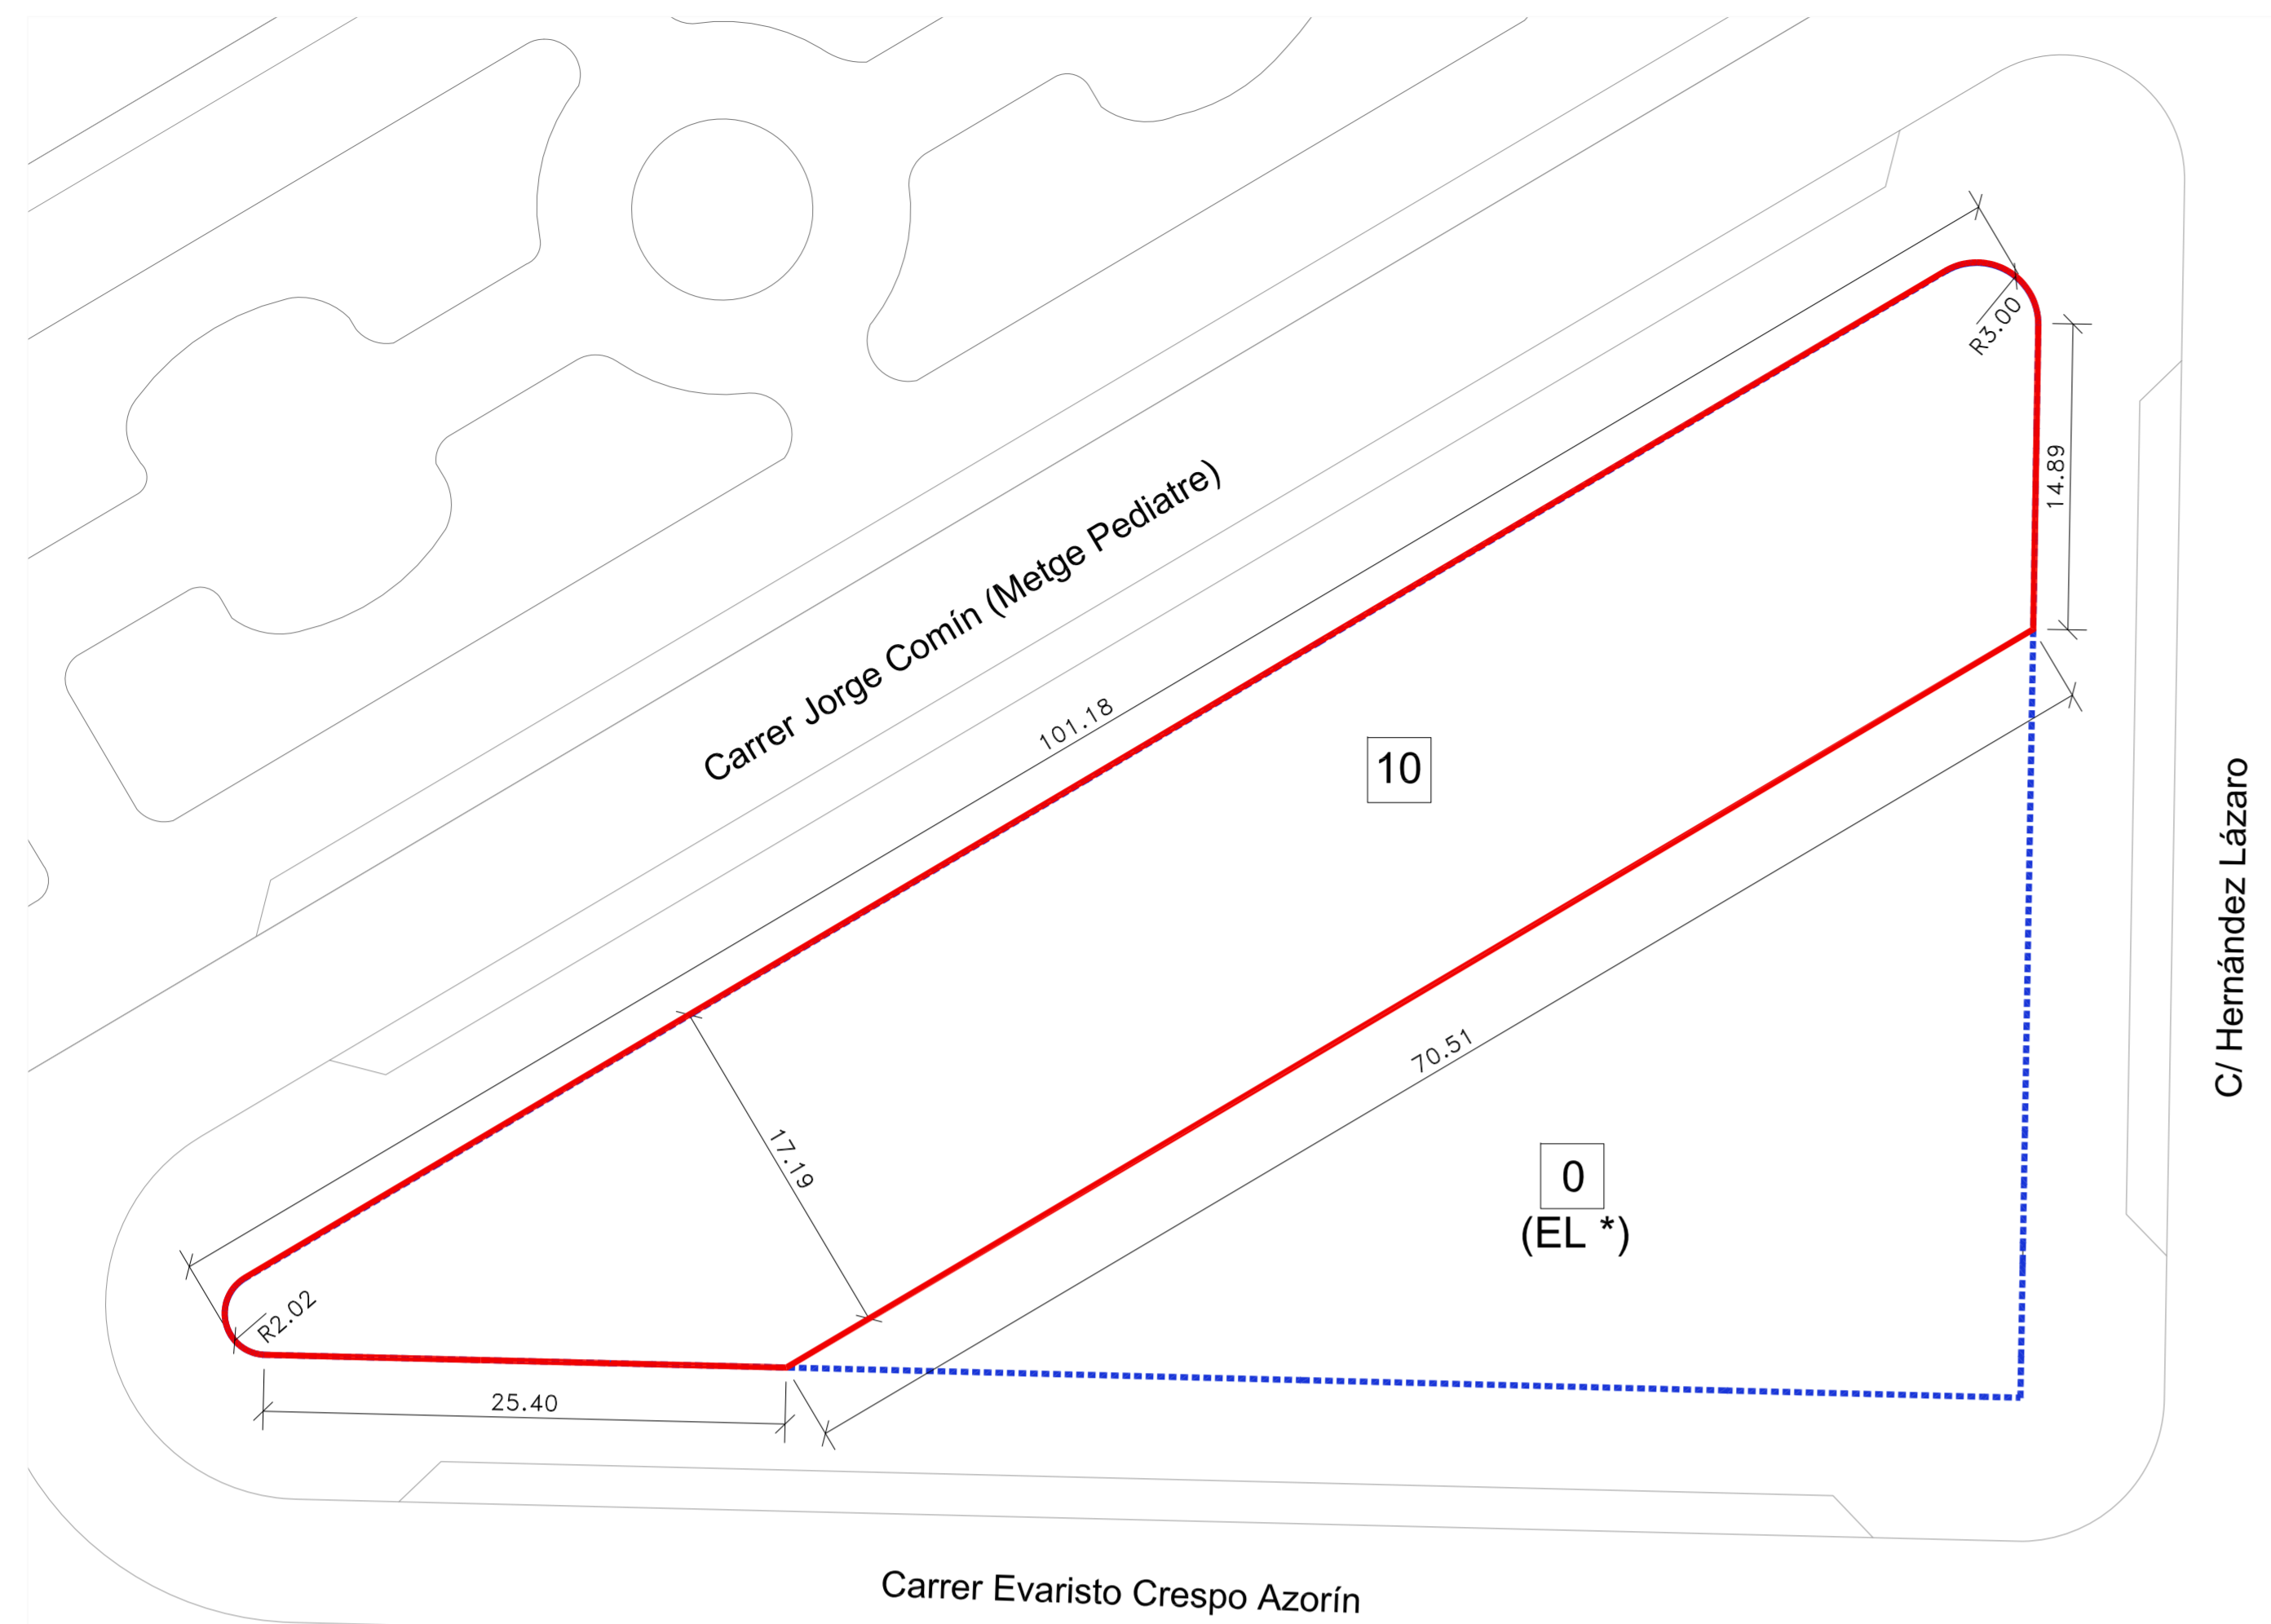 R3.00
14.89
Carrer Jorge Comín (Metge Pediatre)
101.18
10
C/ Hernández Lázaro
70.51
17.19
0
(EL *)
R2.02
25.40
Carrer Evaristo Crespo Azorín